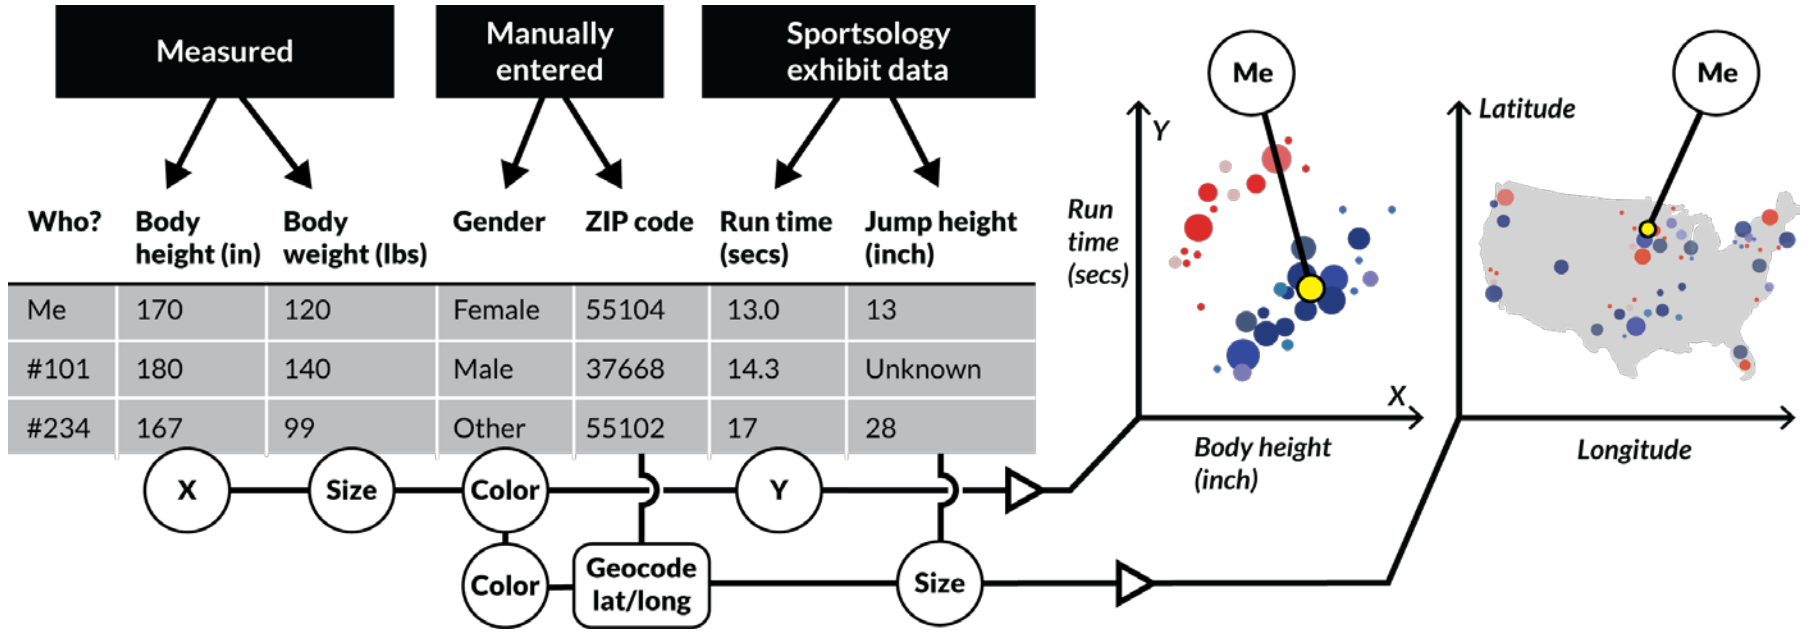 Measured
Manually
entered
Sportsology
exhibit data
Who?
Body
height (in)
Body
weight (lbs)
Gender
ZIP code
Run time
(secs)
Jump height
(inch)
Me 170 120 Female 55104 13.0 13
#101 180 140 Male 37668 14.3 Unknown
#234 167 99 Other 55102 17 28
X
Size
Color
Y
Color
Geocode
lat/long
Size
Me
Y
Run
time
(secs)
X
Body height
(inch)
Me
Latitude
Longitude